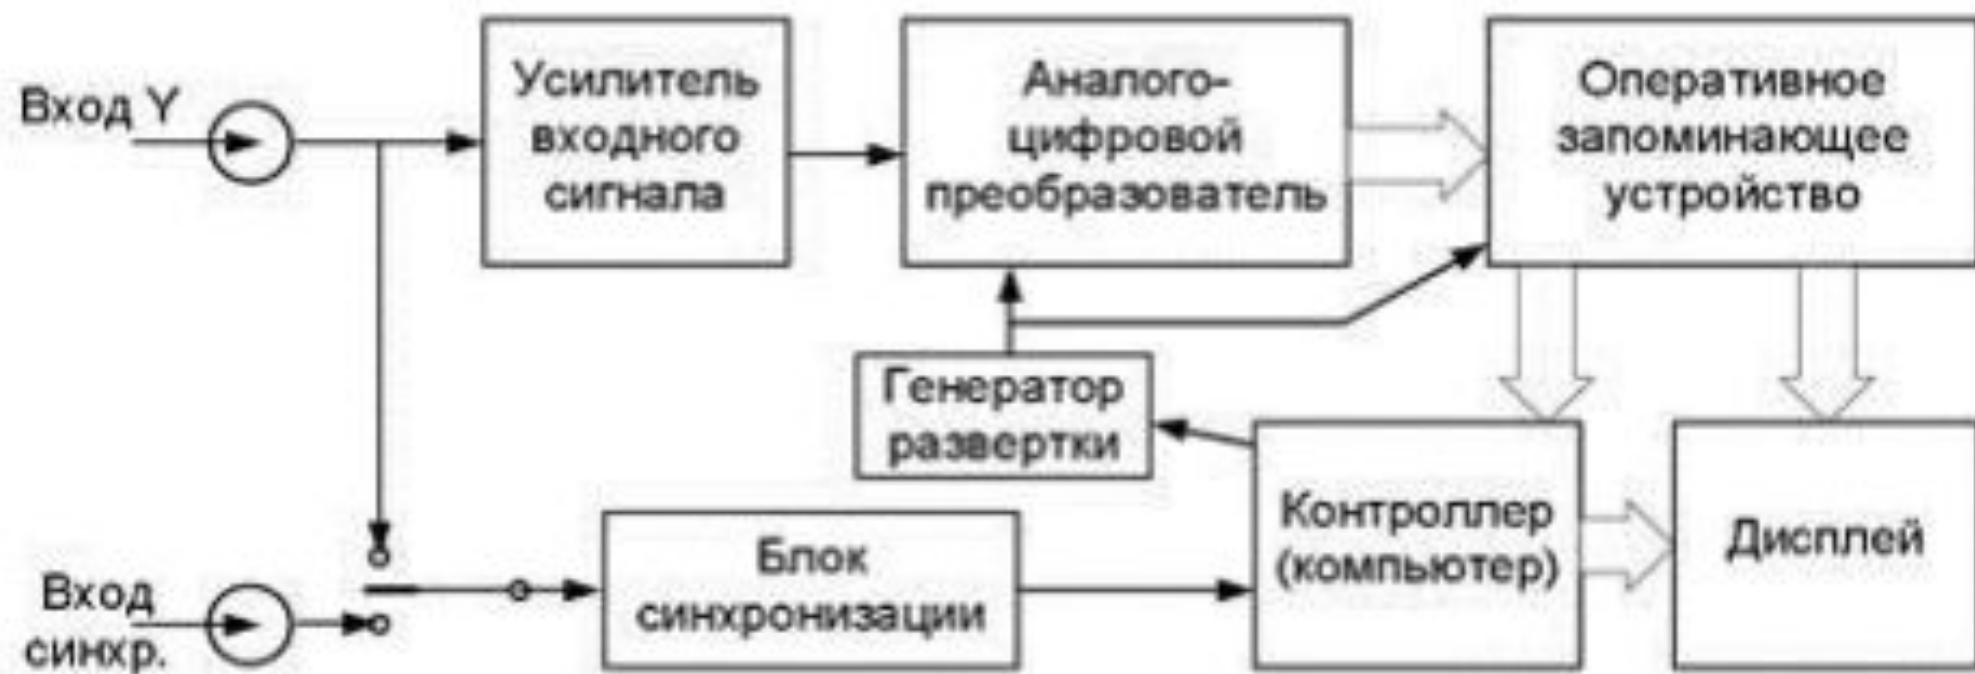 Вход Y
Усилитель
входного
сигнала
Аналого-
цифровой
преобразователь
Оперативное
запоминающее
устройство
Генератор
развертки
Вход
синхр.
Блок
синхронизации
Контроллер
(компьютер)
Дисплей